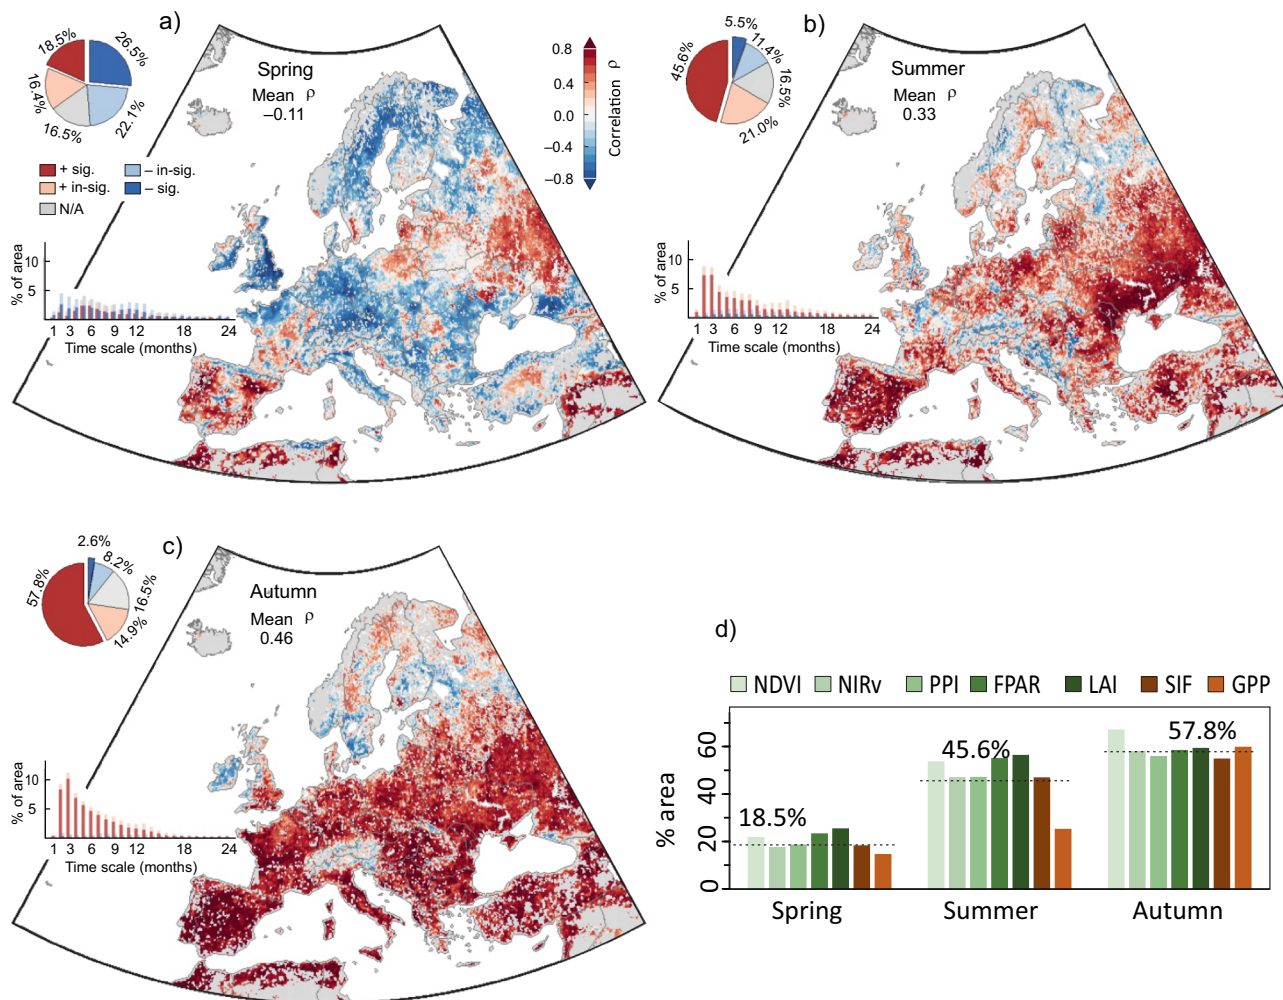 a)
Spring
Mean ρ
−0.11
18.5%
26.5%
16.4%
16.5%
22.1%
+ sig.
− in-sig.
+ in-sig.
− sig.
N/A
0.8
0.4
0.0
−0.4
−0.8
Correlation ρ
% of area
10
5
1 3 6 9 12 18 24
Time scale (months)
b)
Summer
Mean ρ
0.33
5.5%
11.4%
45.6%
16.5%
21.0%
% of area
10
5
1 3 6 9 12 18 24
Time scale (months)
c)
Autumn
Mean ρ
0.46
2.6%
8.2%
57.8%
16.5%
14.9%
% of area
10
5
1 3 6 9 12 18 24
Time scale (months)
d)
NDVI NIRv PPI FPAR LAI SIF GPP
% area
60
40
20
0
18.5%
45.6%
57.8%
Spring Summer Autumn